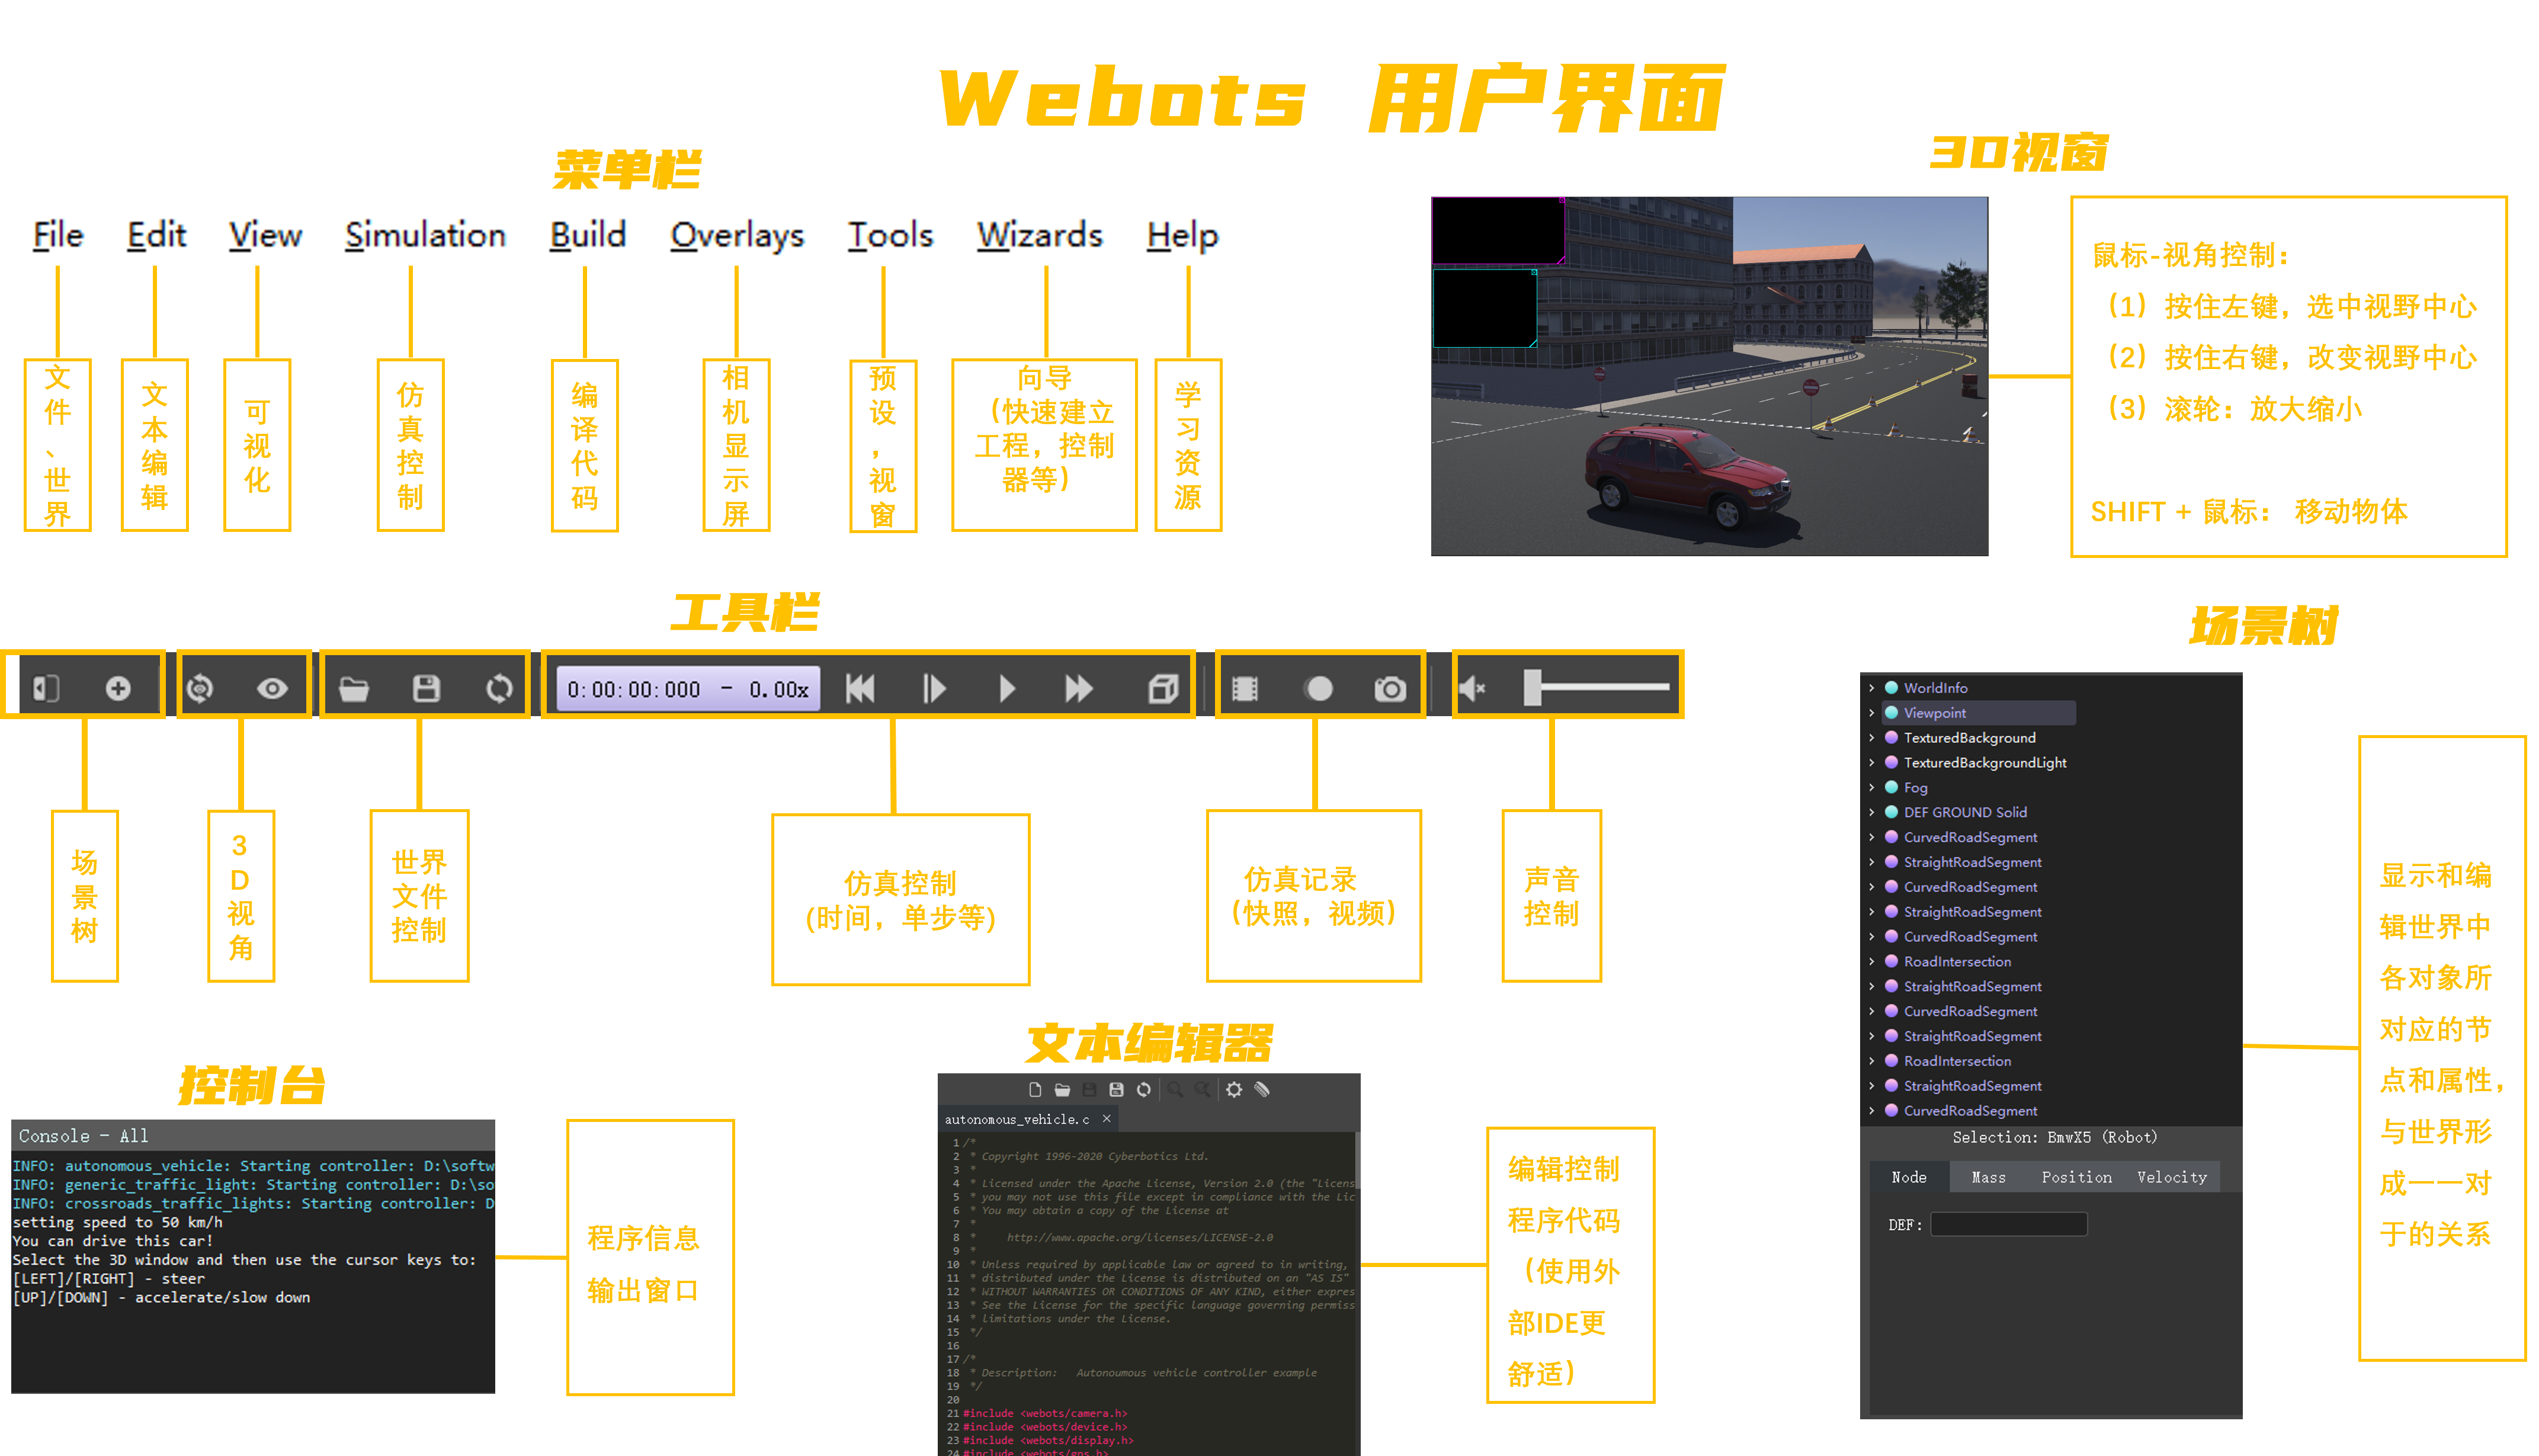 Webots 用户界面
菜单栏
File Edit View Simulation Build Overlays Tools Wizards Help
文件、世界
文本编辑
可视化
仿真控制
编译代码
相机显示屏
预设，视窗
向导
（快速建立
工程，控制
器等）
学习资源
3D视窗
鼠标-视角控制：
（1）按住左键，选中视野中心
（2）按住右键，改变视野中心
（3）滚轮：放大缩小
SHIFT + 鼠标： 移动物体
工具栏
0:00:00:000 - 0.00x
场景树
3D视角
世界
文件
控制
仿真控制
(时间，单步等)
仿真记录
（快照，视频）
声音
控制
场景树
WorldInfo
Viewpoint
TexturedBackground
TexturedBackgroundLight
Fog
DEF GROUND Solid
CurvedRoadSegment
StraightRoadSegment
CurvedRoadSegment
StraightRoadSegment
CurvedRoadSegment
RoadIntersection
StraightRoadSegment
CurvedRoadSegment
StraightRoadSegment
RoadIntersection
StraightRoadSegment
CurvedRoadSegment
Selection: BmwX5 (Robot)
Node Mass Position Velocity
DEF:
显示和编
辑世界中
各对象所
对应的节
点和属性，
与世界形
成一一对
于的关系
控制台
Console - All
INFO: autonomous_vehicle: Starting controller: D:\softw
INFO: generic_traffic_light: Starting controller: D:\so
INFO: crossroads_traffic_lights: Starting controller: D
setting speed to 50 km/h
You can drive this car!
Select the 3D window and then use the cursor keys to:
[LEFT]/[RIGHT] - steer
[UP]/[DOWN] - accelerate/slow down
程序信息
输出窗口
文本编辑器
autonomous_vehicle.c ×
1 /*
2 * Copyright 1996-2020 Cyberbotics Ltd.
3 *
4 * Licensed under the Apache License, Version 2.0 (the "Licens
5 * you may not use this file except in compliance with the Lic
6 * You may obtain a copy of the License at
7 *
8 * http://www.apache.org/licenses/LICENSE-2.0
9 *
10 * Unless required by applicable law or agreed to in writing,
11 * distributed under the License is distributed on an "AS IS"
12 * WITHOUT WARRANTIES OR CONDITIONS OF ANY KIND, either expres
13 * See the License for the specific language governing permiss
14 * limitations under the License.
15 */
16
17 /*
18 * Description: Autonoumous vehicle controller example
19 */
20
21 #include <webots/camera.h>
22 #include <webots/device.h>
23 #include <webots/display.h>
24 #include <webots/gps.h>
编辑控制
程序代码
（使用外
部IDE更
舒适）